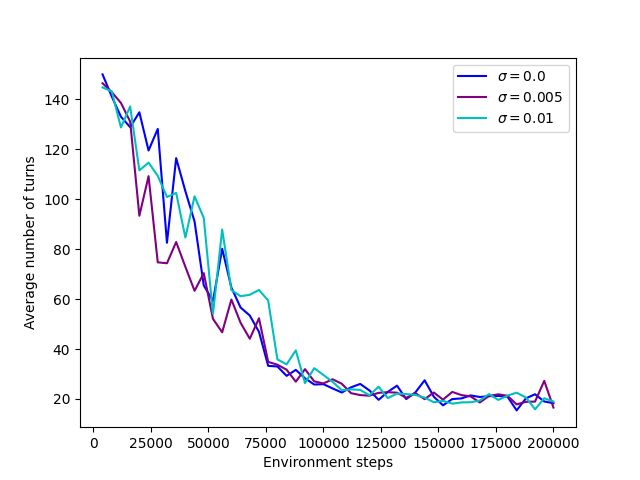 σ = 0.0
σ = 0.005
σ = 0.01
140
120
100
80
60
40
20
Average number of turns
0 25000 50000 75000 100000 125000 150000 175000 200000
Environment steps